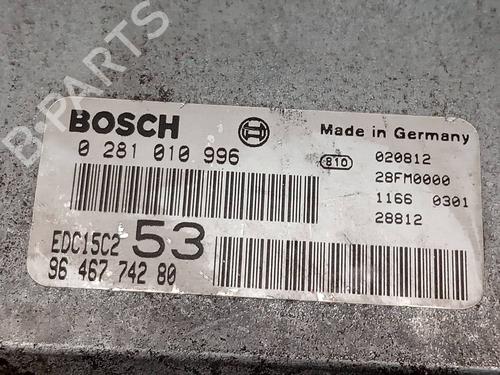 B-PARTS
BOSCH
Made in Germany
0 281 010 996
810
020812
28FM0000
1166 0301
28812
EDC15C2 53
96 467 742 80